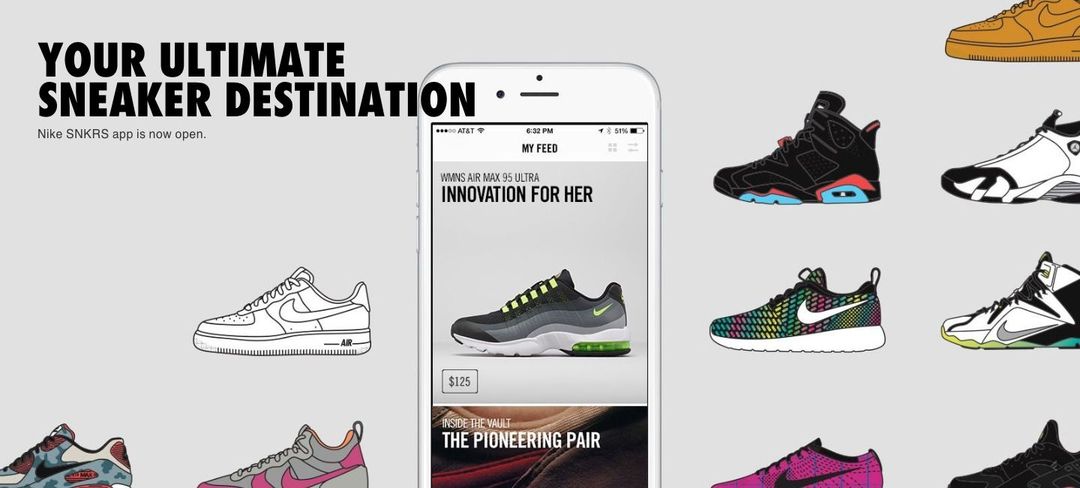 YOUR ULTIMATE
SNEAKER DESTINATION
Nike SNKRS app is now open.
AT&T
6:32 PM
51%
MY FEED
WMNS AIR MAX 95 ULTRA
INNOVATION FOR HER
$125
INSIDE THE VAULT
THE PIONEERING PAIR
AIR